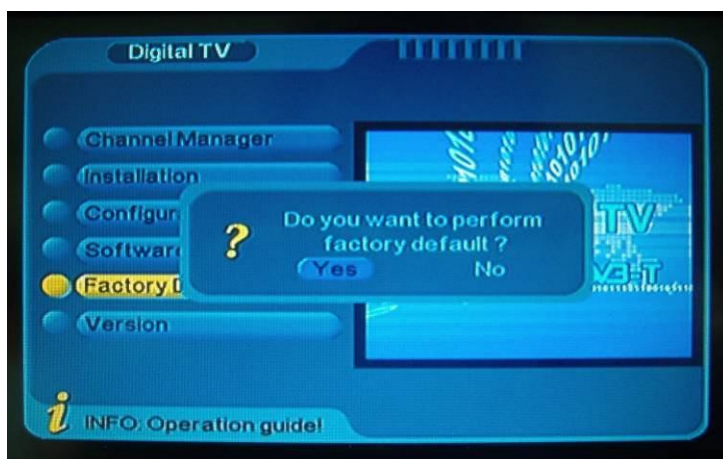 Digital TV
Channel Manager
Installation
Configur
Software
Factory D
Version
Do you want to perform
factory default ?
Yes
No
TV
INFO: Operation guide!